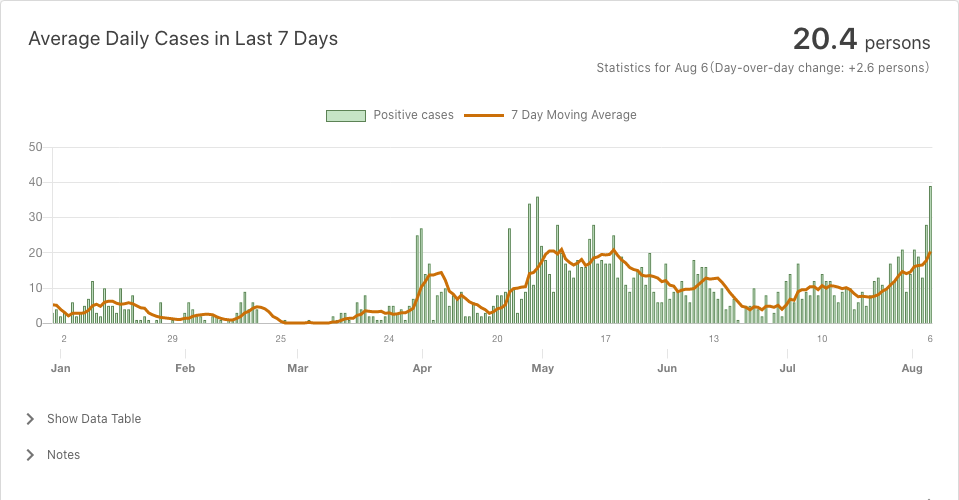 Average Daily Cases in Last 7 Days
20.4 persons
Statistics for Aug 6(Day-over-day change: +2.6 persons)
Positive cases 7 Day Moving Average
50
40
30
20
10
0
2 29 25 24 20 17 13 10 6
Jan Feb Mar Apr May Jun Jul Aug
Show Data Table
Notes